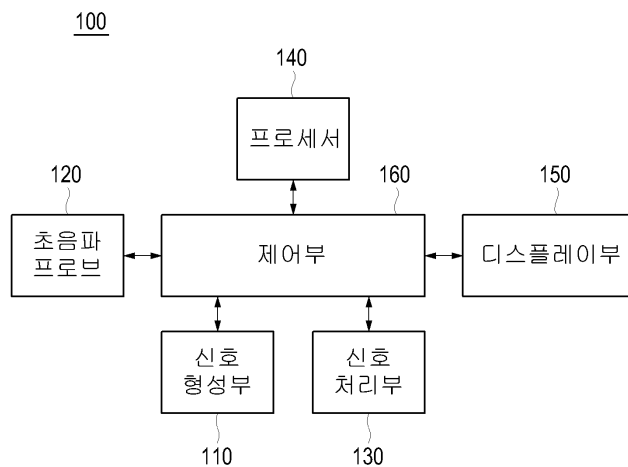 100
140
프로세서
120
160
150
초음파
프로브
제어부
디스플레이부
신호
형성부
신호
처리부
110
130